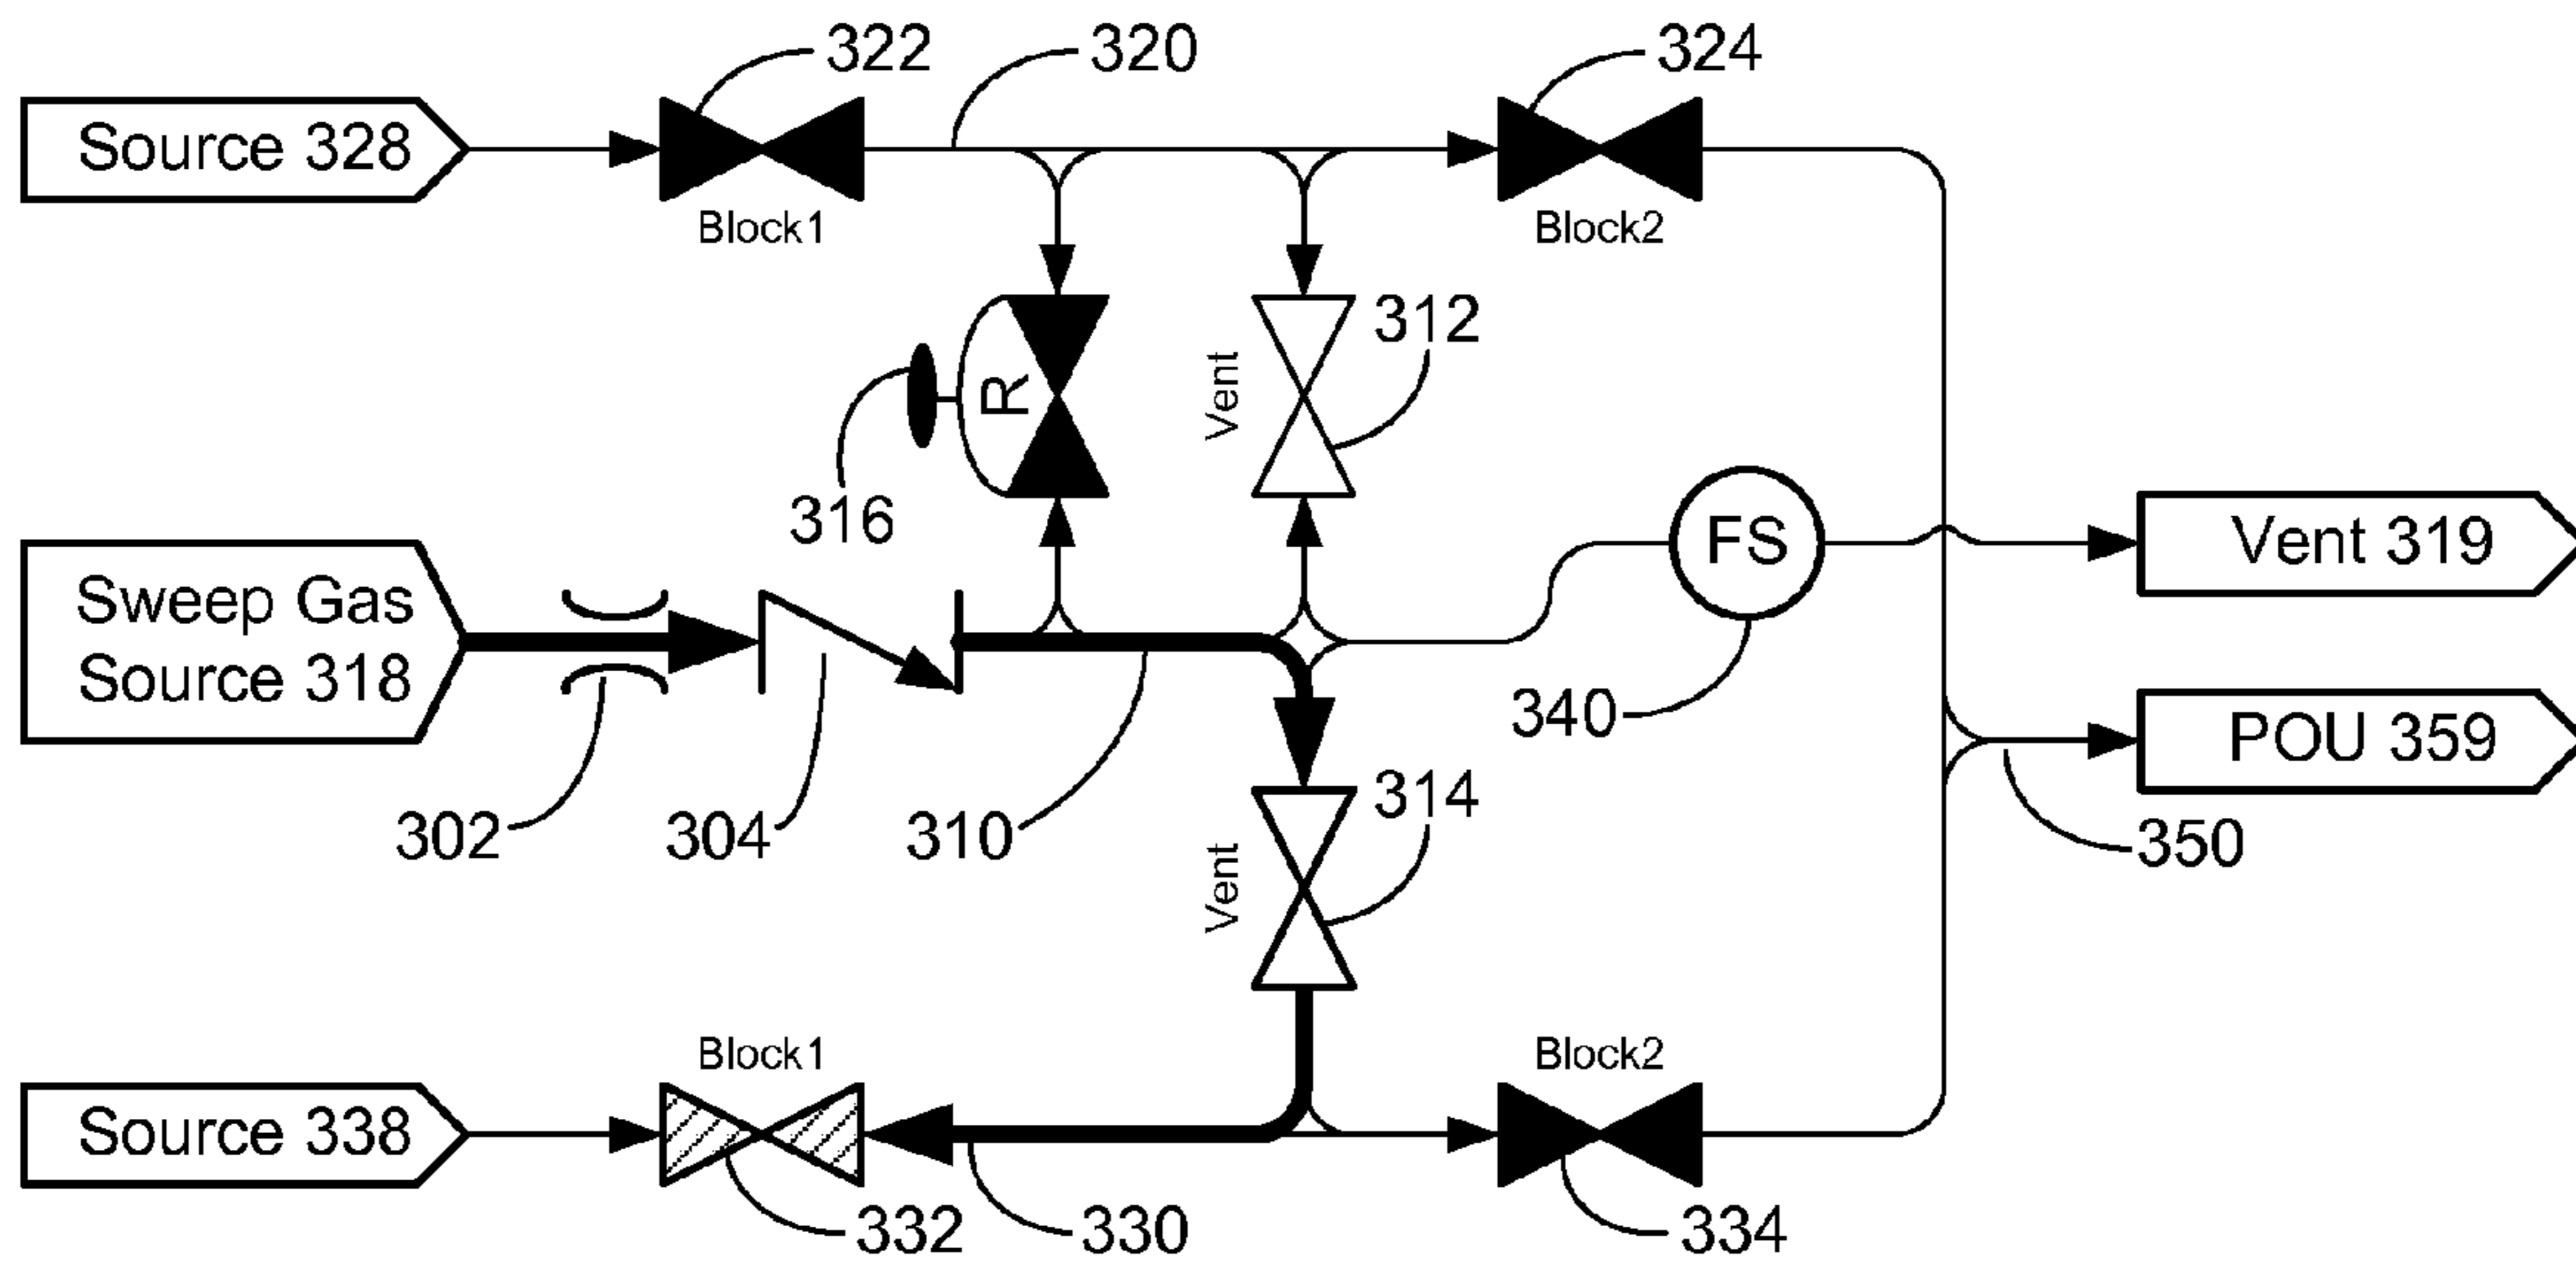 322
320
324
Source 328
Block1
Block2
312
Vent
R
316
FS
Vent 319
Sweep Gas
Source 318
340
POU 359
314
302
304
310
Vent
350
Block1
Block2
Source 338
332
330
334